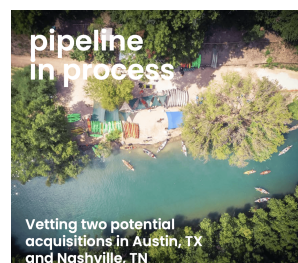 pipeline
in process
Vetting two potential
acquisitions in Austin, TX
and Nashville, TN